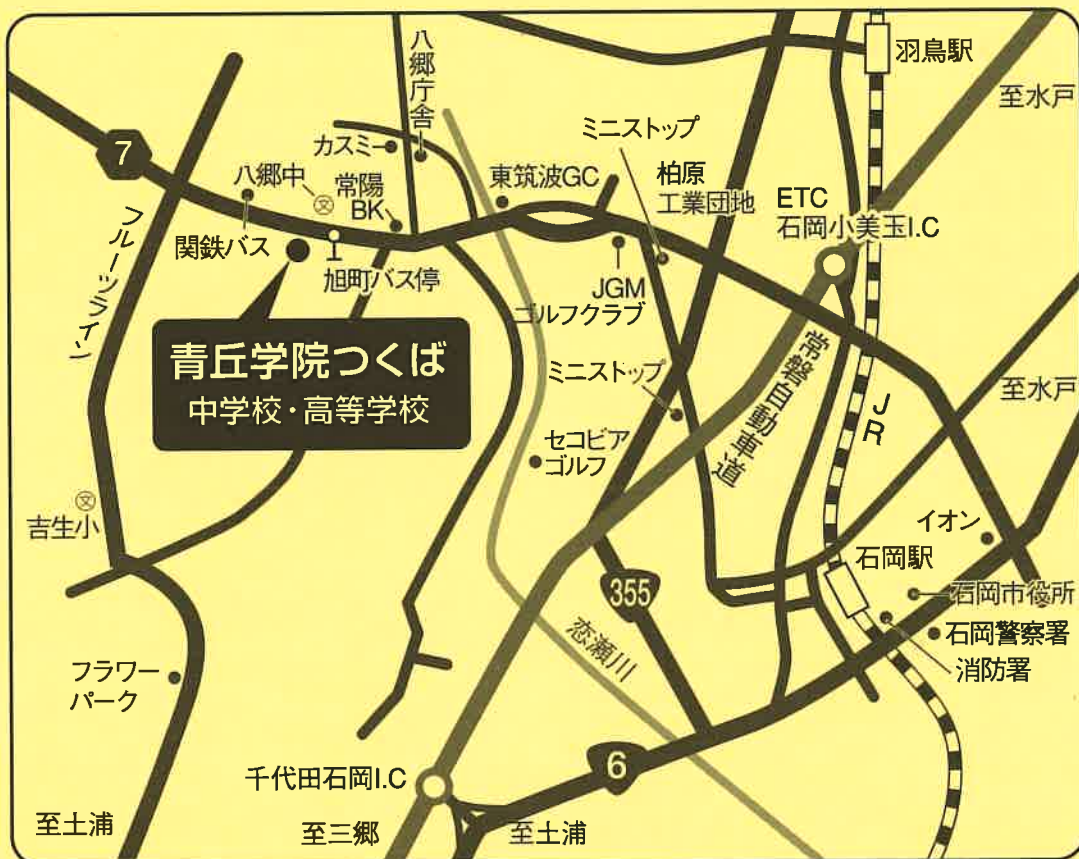 羽鳥駅
至水戸
八郷庁舎
カスミ
ミニストップ
7
八郷中
文
常陽
BK
東筑波GC
柏原
工業団地
ETC
石岡小美玉I.C
フルーツライン
関鉄バス
旭町バス停
JGM
ゴルフクラブ
青丘学院つくば
中学校・高等学校
ミニストップ
常磐自動車道
JR
至水戸
セコビア
ゴルフ
文
吉生小
イオン
石岡駅
355
石岡市役所
恋瀬川
石岡警察署
消防署
フラワー
パーク
6
千代田石岡I.C
至土浦
至三郷
至土浦